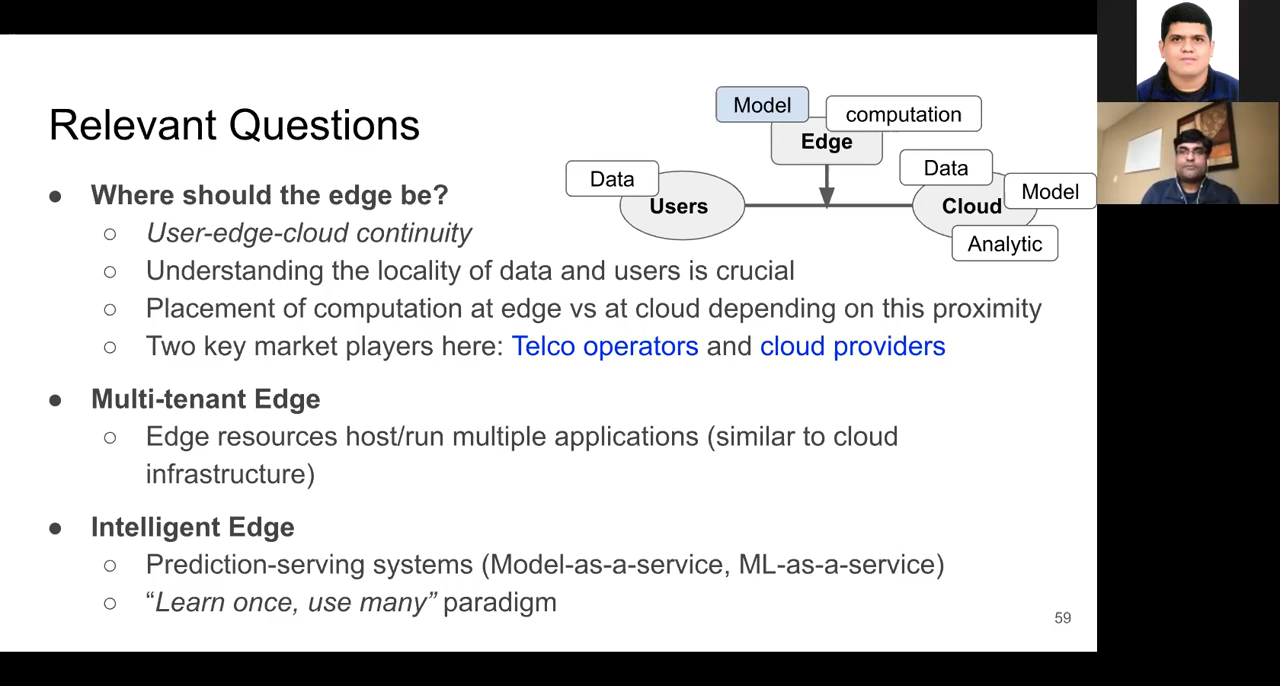 Relevant Questions
Model
computation
Edge
Data
Users
Data
Model
Cloud
Analytic
● Where should the edge be?
○ User-edge-cloud continuity
○ Understanding the locality of data and users is crucial
○ Placement of computation at edge vs at cloud depending on this proximity
○ Two key market players here: Telco operators and cloud providers
● Multi-tenant Edge
○ Edge resources host/run multiple applications (similar to cloud
infrastructure)
● Intelligent Edge
○ Prediction-serving systems (Model-as-a-service, ML-as-a-service)
○ “Learn once, use many” paradigm
59